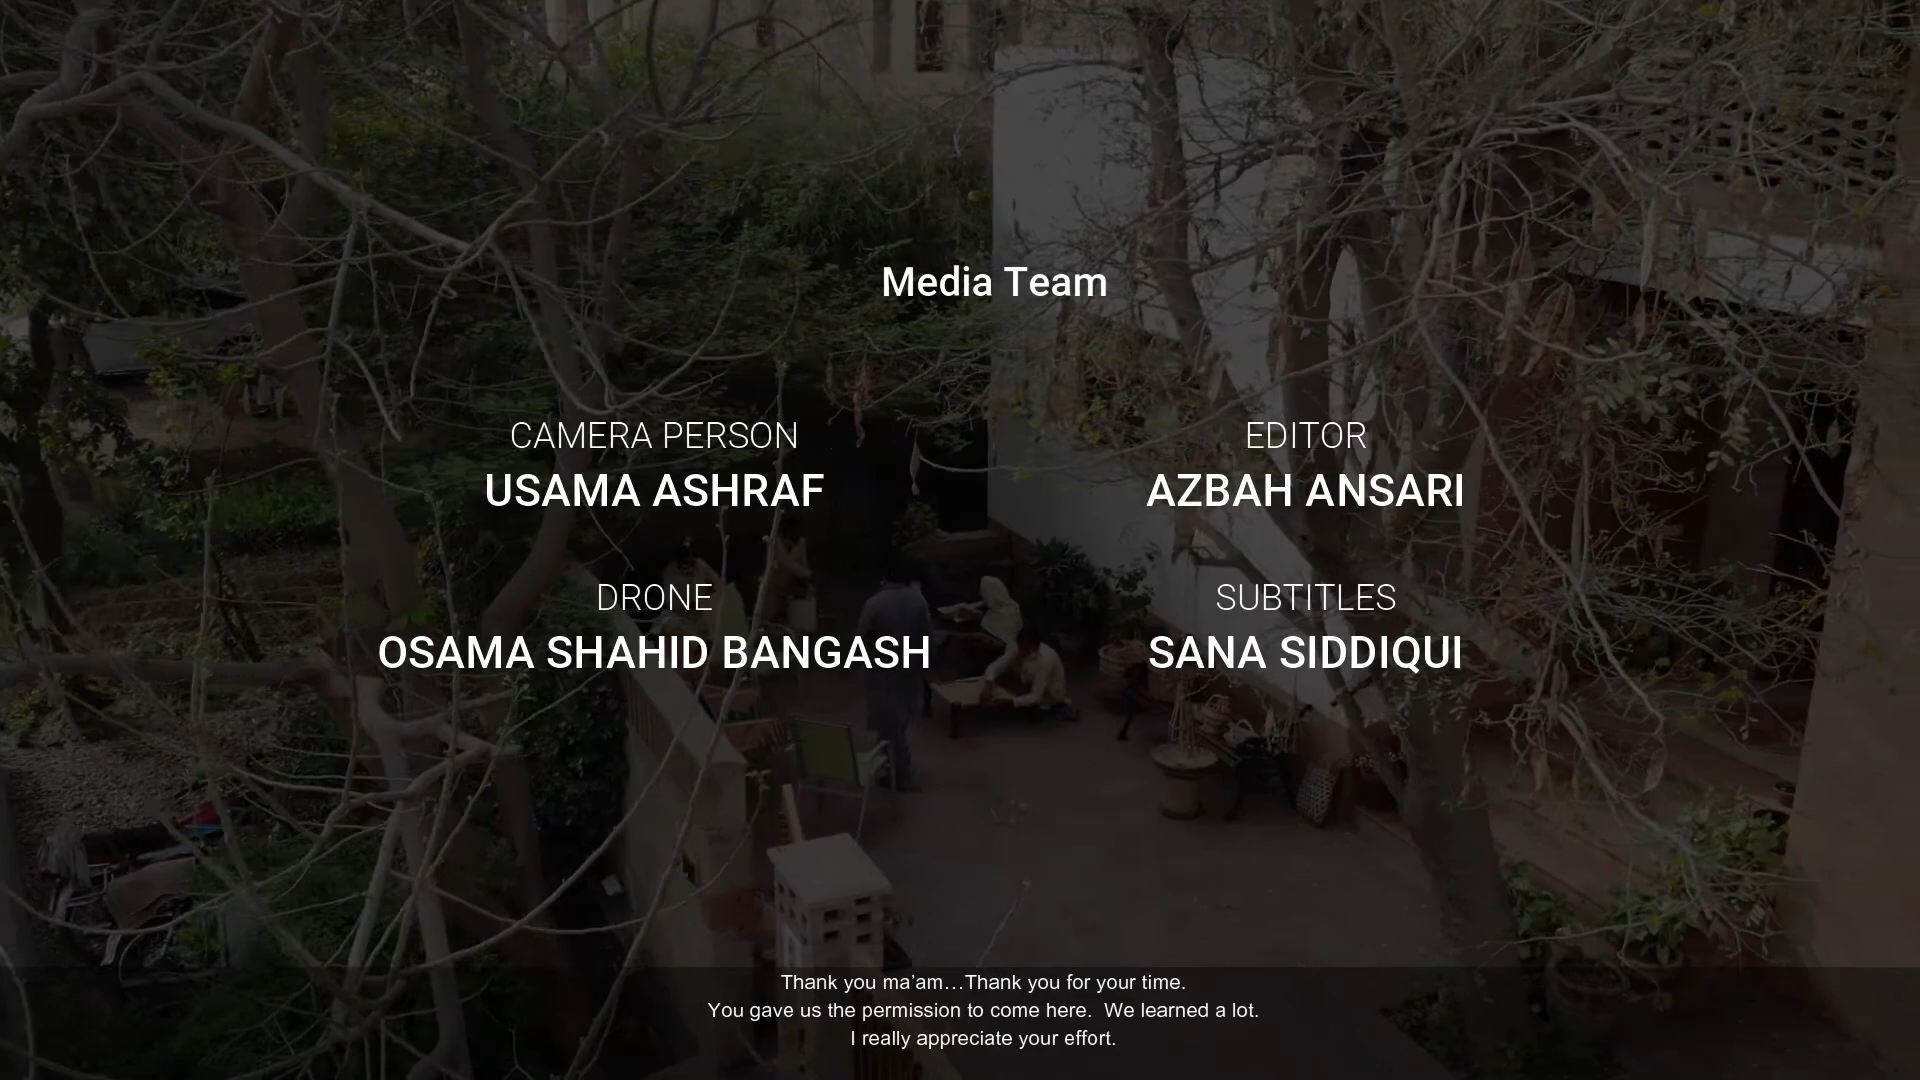 Media Team
CAMERA PERSON
USAMA ASHRAF
EDITOR
AZBAH ANSARI
DRONE
OSAMA SHAHID BANGASH
SUBTITLES
SANA SIDDIQUI
Thank you ma’am…Thank you for your time.
You gave us the permission to come here.  We learned a lot.
I really appreciate your effort.